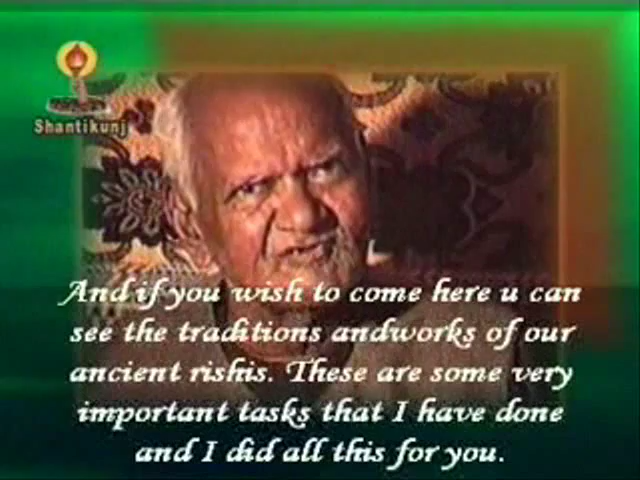 Shantikunj
And if you wish to come here u can
see the traditions andworks of our
ancient rishis. These are some very
important tasks that I have done
and I did all this for you.